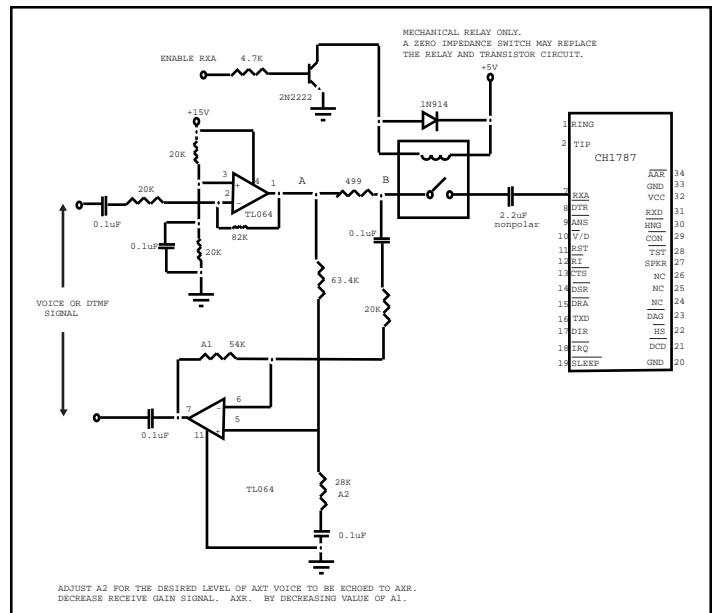 MECHANICAL RELAY ONLY.
A ZERO IMPEDANCE SWITCH MAY REPLACE
THE RELAY AND TRANSISTOR CIRCUIT.
+5V
ENABLE RXA
4.7K
2N2222
1N914
+15V
20K
20K
0.1uF
3
+
4
1
2
-
TL064
82K
0.1uF
20K
A
499
B
0.1uF
2.2uF
nonpolar
63.4K
20K
VOICE OR DTMF
SIGNAL
A1
54K
7
6
-
5
+
11
0.1uF
TL064
28K
A2
0.1uF
CH1787
1 RING
2 TIP
7 RXA
8 DTR
9 ANS
10 V/D
11 RST
12 RI
13 CTS
14 DSR
15 DRA
16 TXD
17 DIR
18 IRQ
19 SLEEP
AAR 34
GND 33
VCC 32
RXD 31
HNG 30
CON 29
TST 28
SPKR 27
NC 26
NC 25
NC 24
DAG 23
HS 22
DCD 21
GND 20
ADJUST A2 FOR THE DESIRED LEVEL OF AXT VOICE TO BE ECHOED TO AXR.
DECREASE RECEIVE GAIN SIGNAL. AXR. BY DECREASING VALUE OF A1.